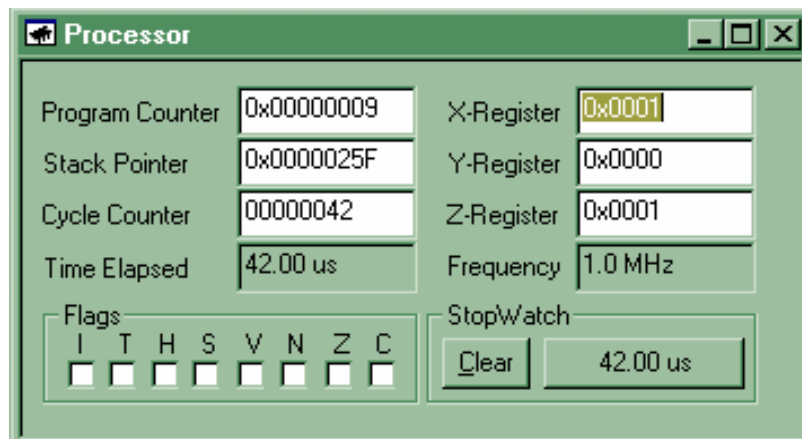 Processor
Program Counter 0x00000009 X-Register 0x0001
Stack Pointer 0x0000025F Y-Register 0x0000
Cycle Counter 00000042 Z-Register 0x0001
Time Elapsed 42.00 us Frequency 1.0 MHz
Flags StopWatch
I T H S V N Z C
Clear 42.00 us